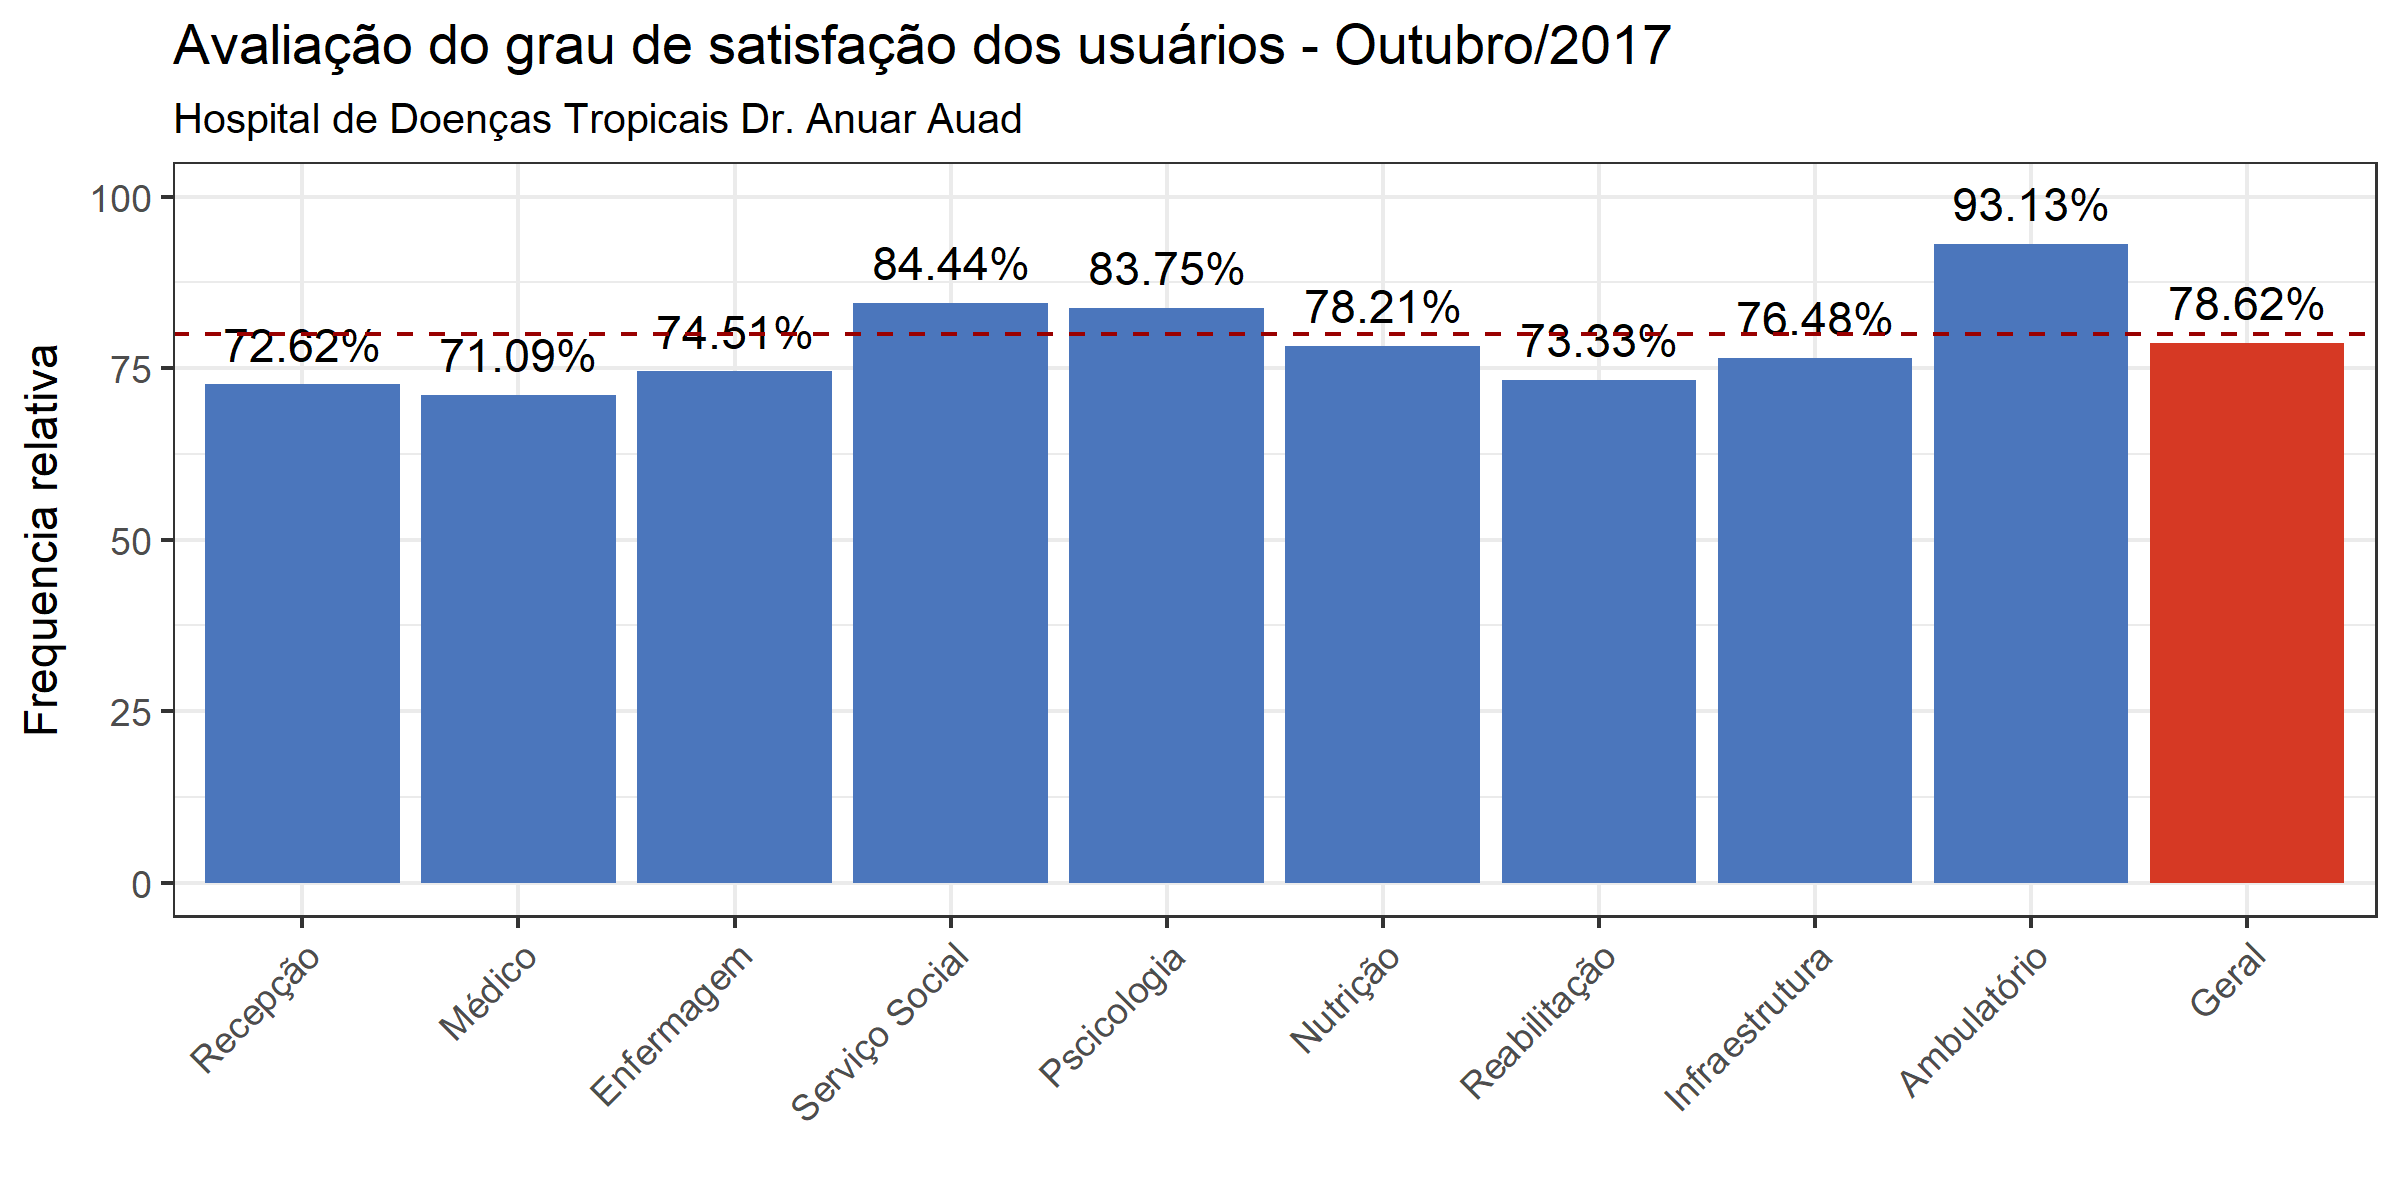 Avaliação do grau de satisfação dos usuários - Outubro/2017
Hospital de Doenças Tropicais Dr. Anuar Auad
Frequencia relativa
100
75
50
25
0
72.62%
71.09%
74.51%
84.44%
83.75%
78.21%
73.33%
76.48%
93.13%
78.62%
Recepção
Médico
Enfermagem
Serviço Social
Pscicologia
Nutrição
Reabilitação
Infraestrutura
Ambulatório
Geral